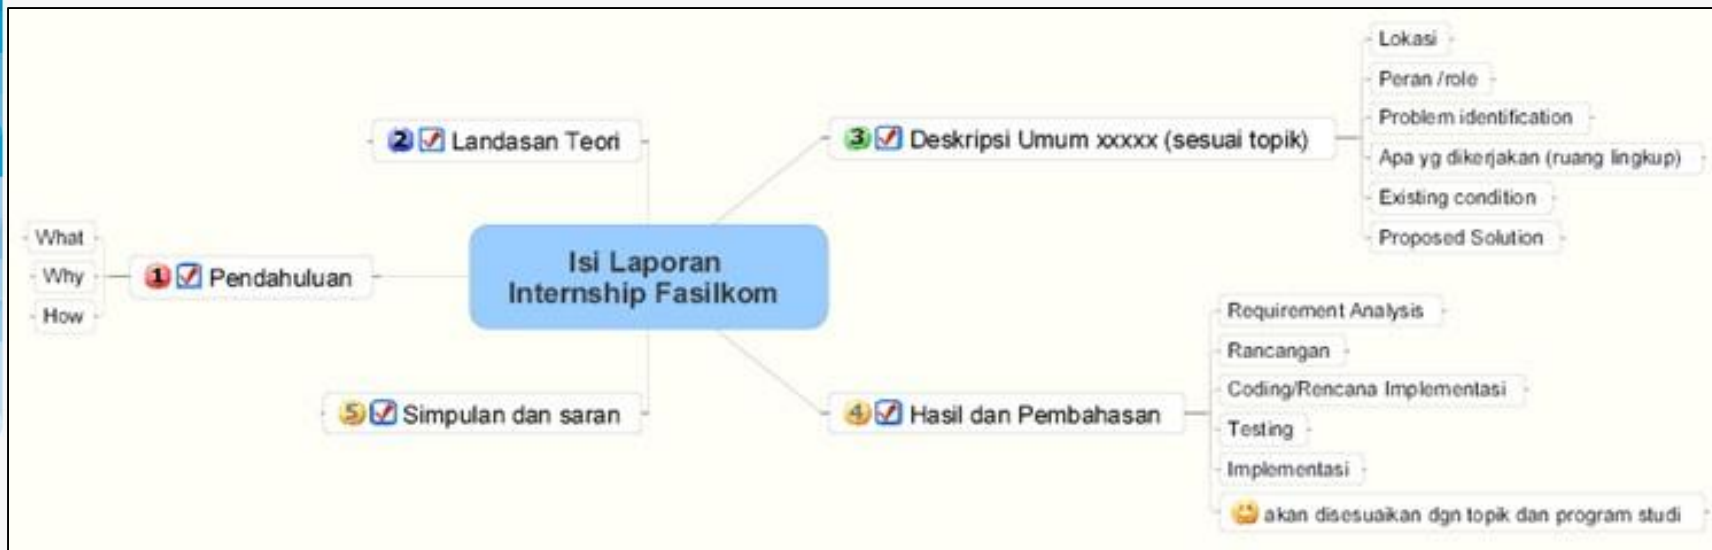 Isi Laporan
Internship Fasilkom
1 Pendahuluan
What
Why
How
2 Landasan Teori
3 Deskripsi Umum xxxxx (sesuai topik)
Lokasi
Peran /role
Problem identification
Apa yg dikerjakan (ruang lingkup)
Existing condition
Proposed Solution
4 Hasil dan Pembahasan
Requirement Analysis
Rancangan
Coding/Rencana Implementasi
Testing
Implementasi
akan disesuaikan dgn topik dan program studi
5 Simpulan dan saran